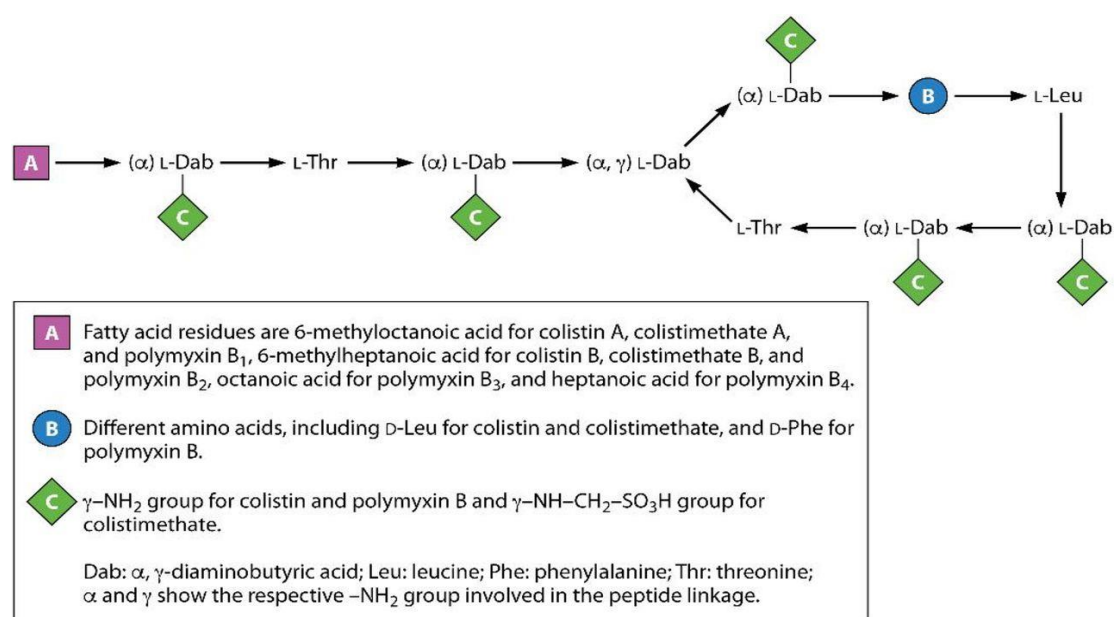 C
(α) L-Dab
B
L-Leu
A
(α) L-Dab
L-Thr
(α) L-Dab
(α, γ) L-Dab
C
C
L-Thr
(α) L-Dab
(α) L-Dab
C
C
A
Fatty acid residues are 6-methyloctanoic acid for colistin A, colistimethate A,
and polymyxin B₁, 6-methylheptanoic acid for colistin B, colistimethate B, and
polymyxin B₂, octanoic acid for polymyxin B₃, and heptanoic acid for polymyxin B₄.
B
Different amino acids, including D-Leu for colistin and colistimethate, and D-Phe for
polymyxin B.
C
γ–NH₂ group for colistin and polymyxin B and γ–NH–CH₂–SO₃H group for
colistimethate.
Dab: α, γ-diaminobutyric acid; Leu: leucine; Phe: phenylalanine; Thr: threonine;
α and γ show the respective –NH₂ group involved in the peptide linkage.